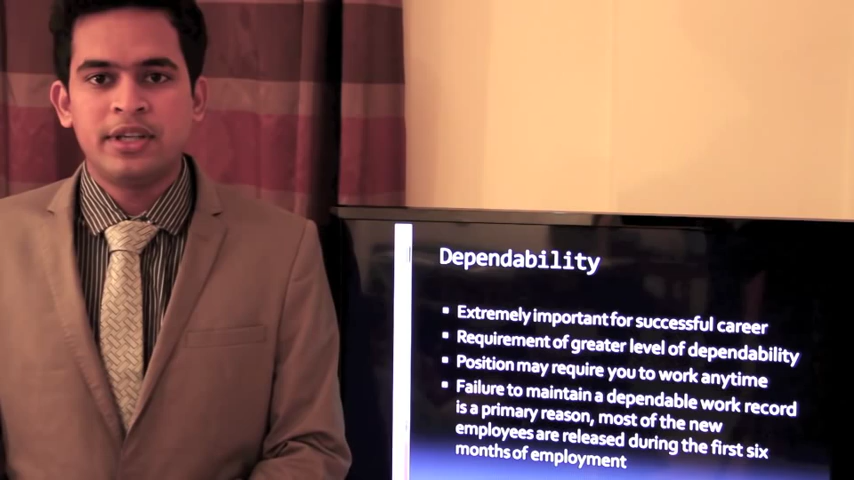 Dependability
▪ Extremely important for successful career
▪ Requirement of greater level of dependability
▪ Position may require you to work anytime
▪ Failure to maintain a dependable work record
is a primary reason, most of the new
employees are released during the first six
months of employment